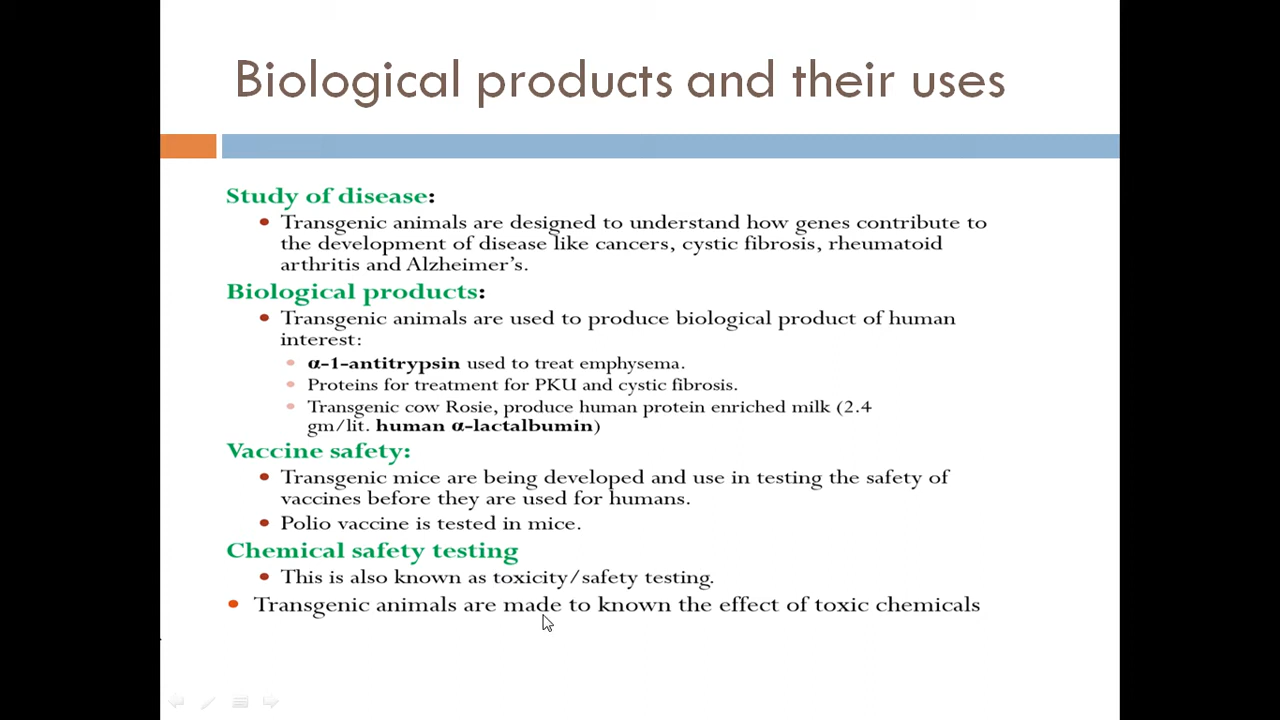 Biological products and their uses
Study of disease:
• Transgenic animals are designed to understand how genes contribute to
the development of disease like cancers, cystic fibrosis, rheumatoid
arthritis and Alzheimer's.
Biological products:
• Transgenic animals are used to produce biological product of human
interest:
• α-1-antitrypsin used to treat emphysema.
• Proteins for treatment for PKU and cystic fibrosis.
• Transgenic cow Rosie, produce human protein enriched milk (2.4
gm/lit. human α-lactalbumin)
Vaccine safety:
• Transgenic mice are being developed and use in testing the safety of
vaccines before they are used for humans.
• Polio vaccine is tested in mice.
Chemical safety testing
• This is also known as toxicity/safety testing.
• Transgenic animals are made to known the effect of toxic chemicals